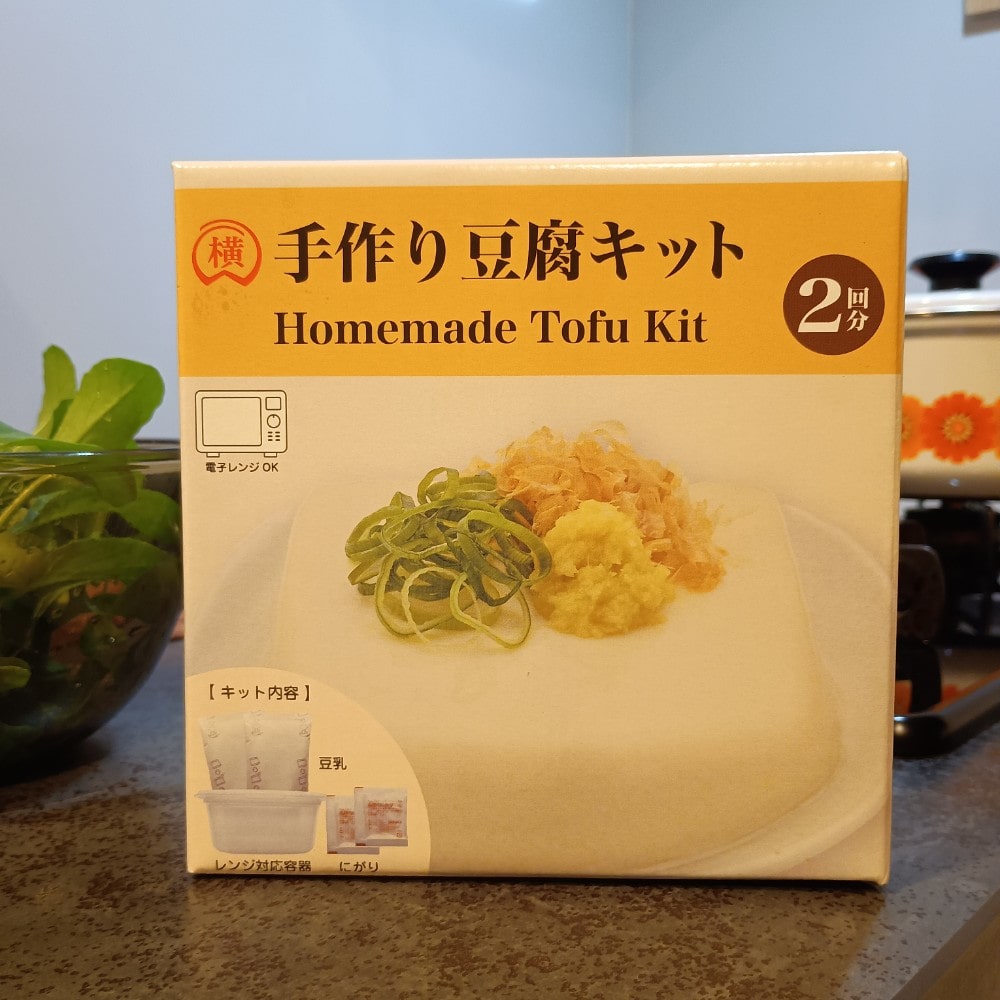 横
手作り豆腐キット
Homemade Tofu Kit
2回分
電子レンジOK
【キット内容】
豆乳
レンジ対応容器
にがり